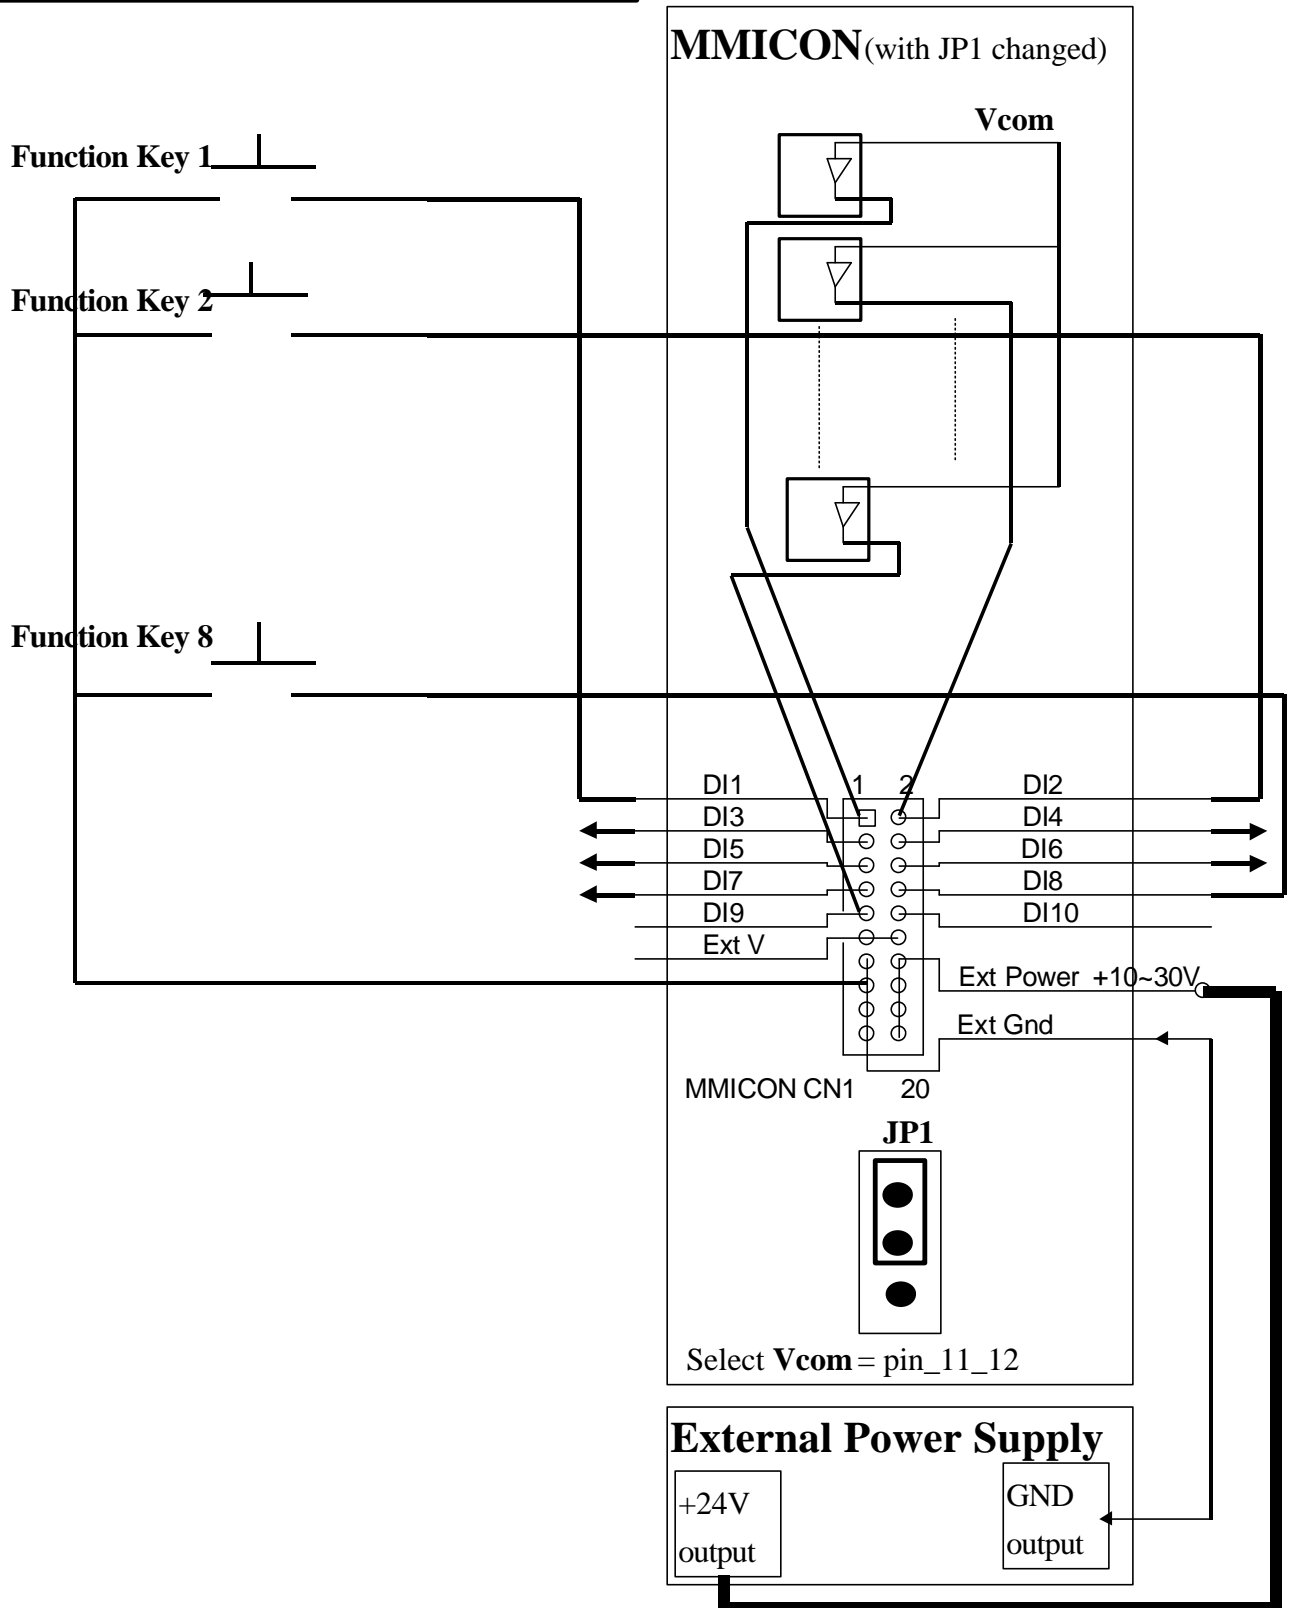 MMICON(with JP1 changed)
Vcom
Function Key 1
Function Key 2
Function Key 8
DI1 1 2 DI2
DI3 DI4
DI5 DI6
DI7 DI8
DI9 DI10
Ext V
Ext Power +10~30V
Ext Gnd
MMICON CN1 20
JP1
Select Vcom = pin_11_12
External Power Supply
+24V
output
GND
output